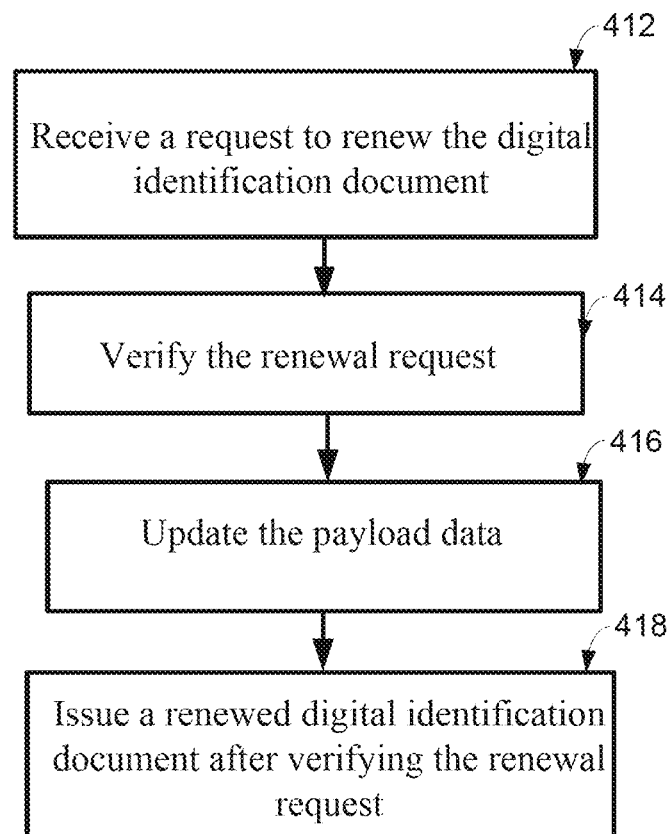 412
Receive a request to renew the digital
identification document
414
Verify the renewal request
416
Update the payload data
418
Issue a renewed digital identification
document after verifying the renewal
request